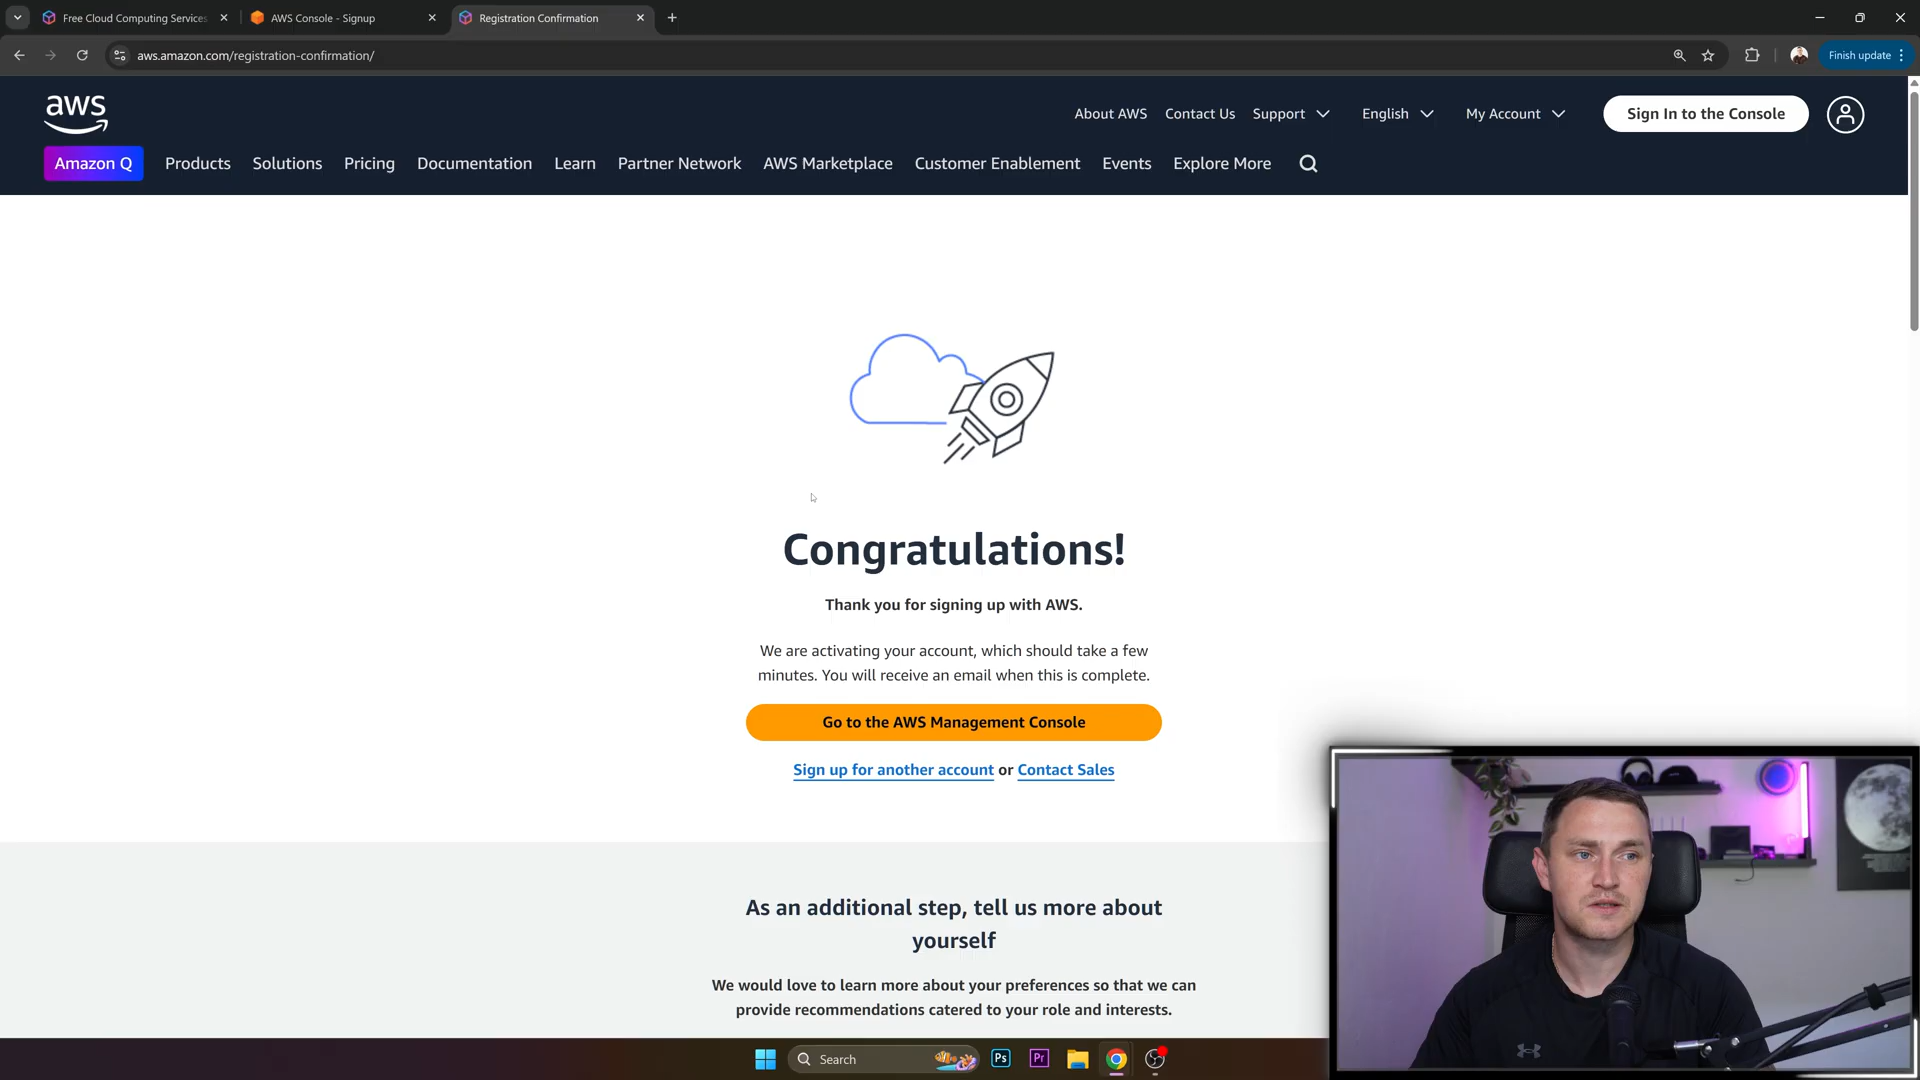 Free Cloud Computing Services
AWS Console - Signup
Registration Confirmation
aws.amazon.com/registration-confirmation/
Finish update
aws
About AWS
Contact Us
Support
English
My Account
Sign In to the Console
Amazon Q
Products
Solutions
Pricing
Documentation
Learn
Partner Network
AWS Marketplace
Customer Enablement
Events
Explore More
Congratulations!
Thank you for signing up with AWS.
We are activating your account, which should take a few
minutes. You will receive an email when this is complete.
Go to the AWS Management Console
Sign up for another account or Contact Sales
As an additional step, tell us more about
yourself
We would love to learn more about your preferences so that we can
provide recommendations catered to your role and interests.
Search
Ps
Pr